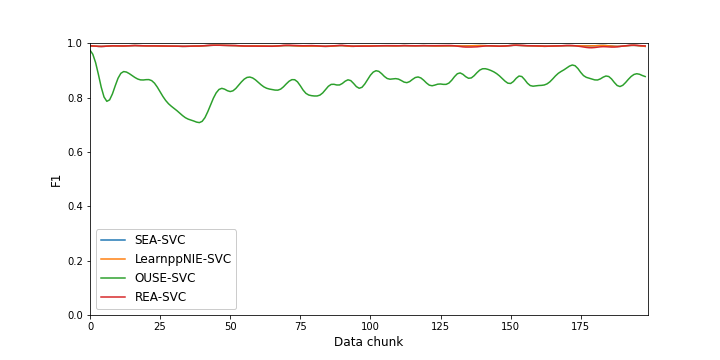 1.0
0.8
0.6
0.4
0.2
0.0
F1
SEA-SVC
LearnppNIE-SVC
OUSE-SVC
REA-SVC
0 25 50 75 100 125 150 175
Data chunk